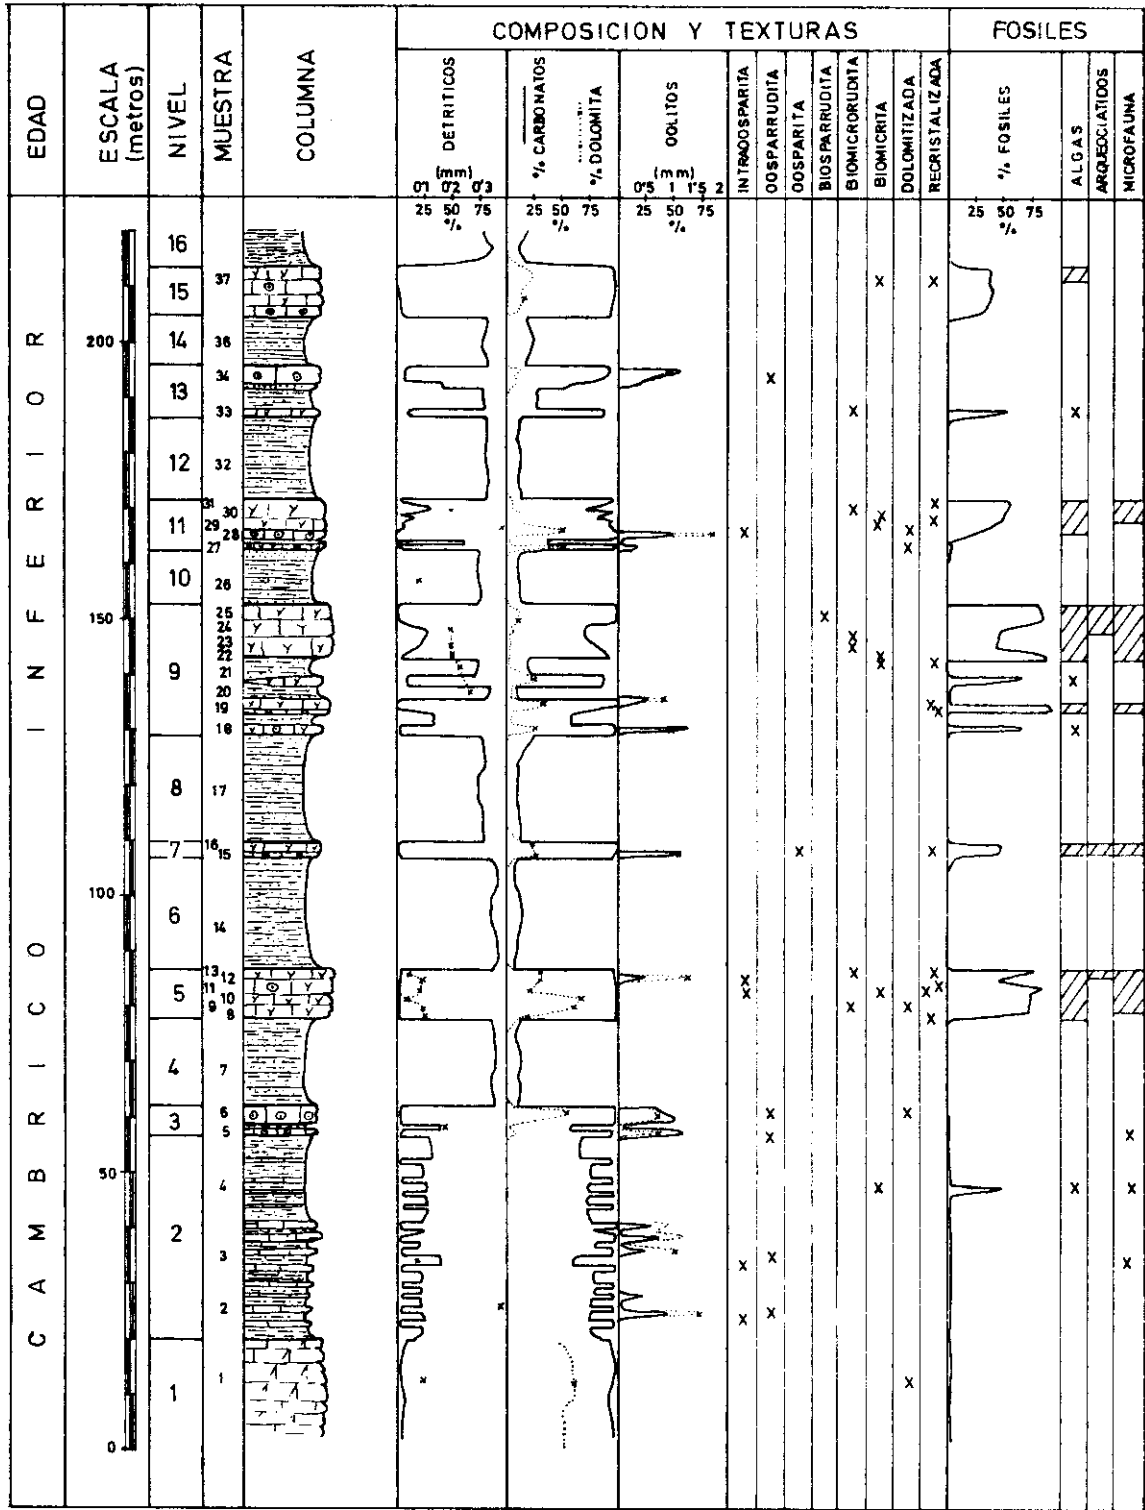 COMPOSICION Y TEXTURAS
FOSILES
EDAD
ESCALA
(metros)
NIVEL
MUESTRA
COLUMNA
DETRITICOS
(mm)
0'1 0'2 0'3
25 50 75
%
% CARBONATOS
% DOLOMITA
25 50 75
%
OOLITOS
(mm)
0'5 1 1'5 2
25 50 75
%
INTRAOOSPARITA
OOSPARRUDITA
OOSPARITA
BIOSPARRUDITA
BIOMICRORUDITA
BIOMICRITA
DOLOMITIZADA
RECRISTALIZADA
% FOSILES
25 50 75
%
ALGAS
ARQUEOCIATIDOS
MICROFAUNA
CAMBRICO INFERIOR
200
150
100
50
0
16
15
14
13
12
11
10
9
8
7
6
5
4
3
2
1
37
36
34
33
32
31
30
29
28
27
26
25
24
23
22
21
20
19
18
17
16
15
14
13
12
11
10
9
8
7
6
5
4
3
2
1